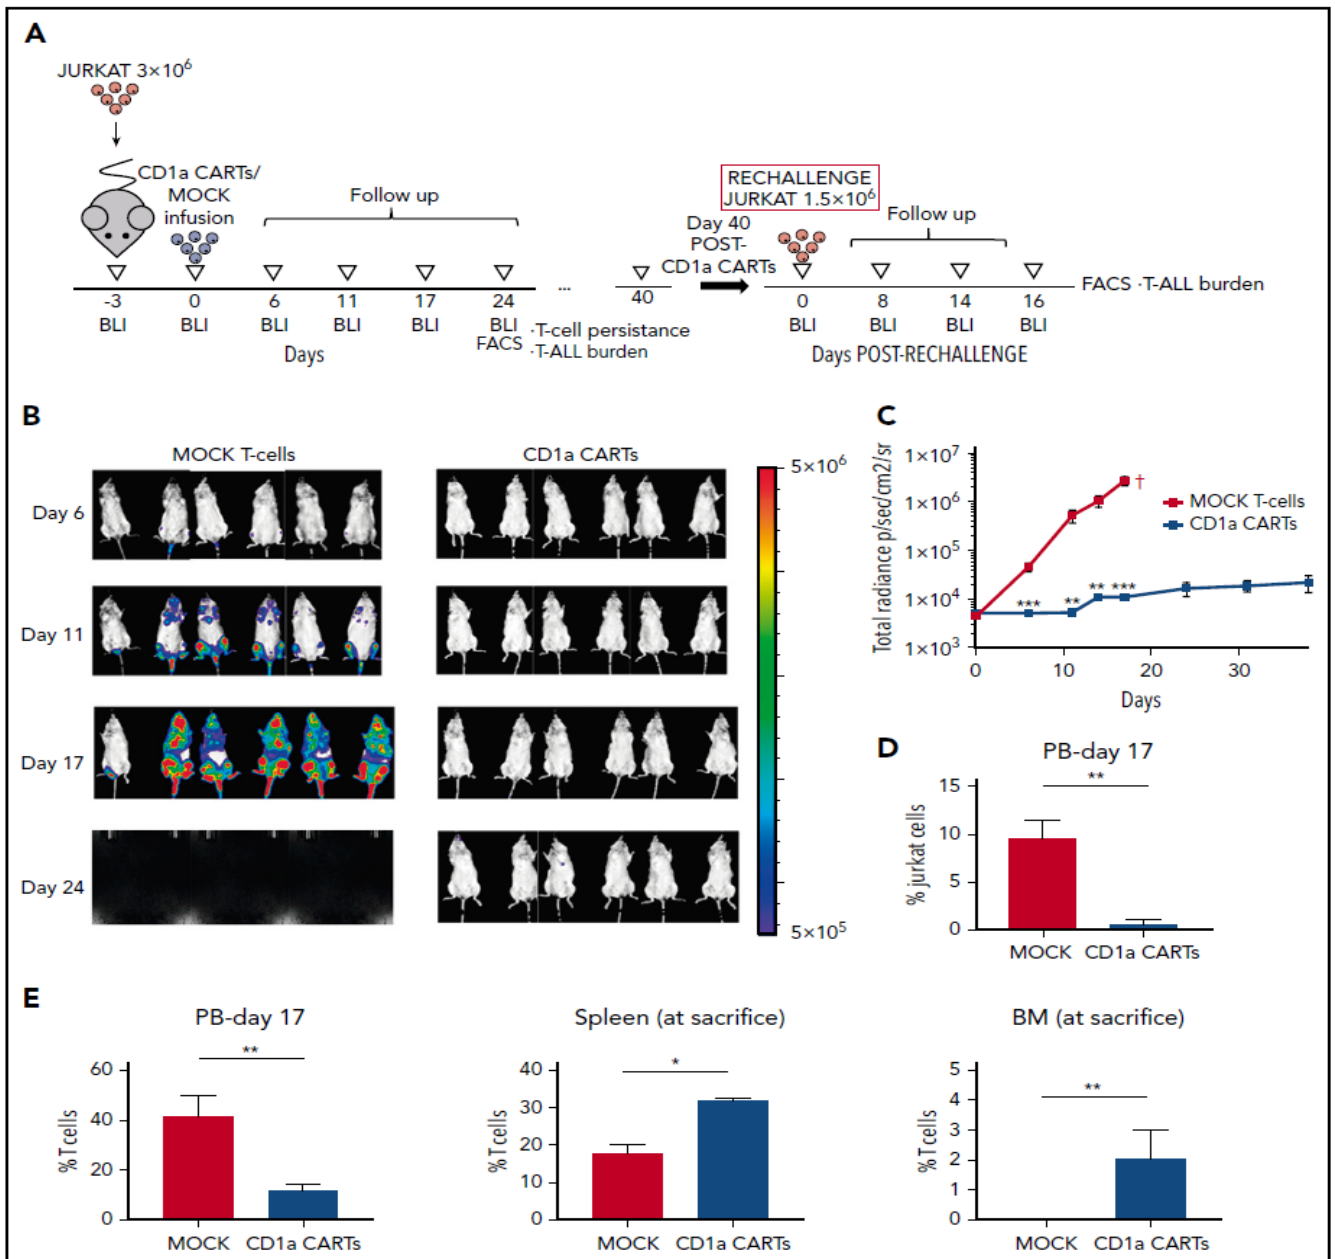 A
JURKAT 3×10⁶
CD1a CARTs/
MOCK
infusion
Follow up
RECHALLENGE
JURKAT 1.5×10⁶
Day 40
POST-
CD1a CARTs
Follow up
-3 0 6 11 17 24 ... 40 0 8 14 16
FACS ·T-ALL burden
BLI BLI BLI BLI BLI BLI BLI BLI BLI BLI
FACS
·T-cell persistance
·T-ALL burden
Days
Days POST-RECHALLENGE
B
MOCK T-cells
CD1a CARTs
Day 6
Day 11
Day 17
Day 24
5×10⁶
5×10⁵
C
Total radiance p/sec/cm2/sr
1×10⁷
1×10⁶
1×10⁵
1×10⁴
1×10³
†
MOCK T-cells
CD1a CARTs
*** ** ** ***
0 10 20 30
Days
D
PB-day 17
% jurkat cells
15
10
5
0
**
MOCK CD1a CARTs
E
PB-day 17
% T cells
60
40
20
0
**
MOCK CD1a CARTs
Spleen (at sacrifice)
% T cells
40
30
20
10
0
*
MOCK CD1a CARTs
BM (at sacrifice)
% T cells
5
4
3
2
1
0
**
MOCK CD1a CARTs